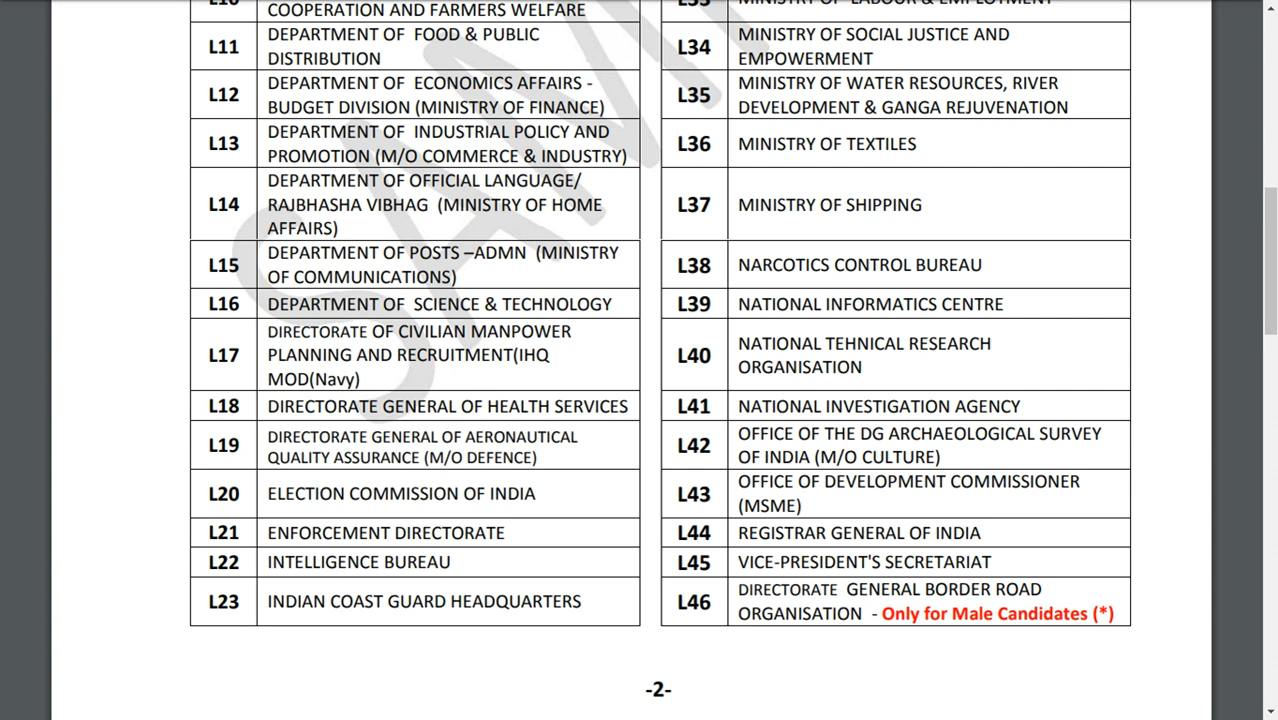 L10
COOPERATION AND FARMERS WELFARE
L11
DEPARTMENT OF FOOD & PUBLIC
DISTRIBUTION
L12
DEPARTMENT OF ECONOMICS AFFAIRS -
BUDGET DIVISION (MINISTRY OF FINANCE)
L13
DEPARTMENT OF INDUSTRIAL POLICY AND
PROMOTION (M/O COMMERCE & INDUSTRY)
L14
DEPARTMENT OF OFFICIAL LANGUAGE/
RAJBHASHA VIBHAG (MINISTRY OF HOME
AFFAIRS)
L15
DEPARTMENT OF POSTS –ADMN (MINISTRY
OF COMMUNICATIONS)
L16
DEPARTMENT OF SCIENCE & TECHNOLOGY
L17
DIRECTORATE OF CIVILIAN MANPOWER
PLANNING AND RECRUITMENT(IHQ
MOD(Navy)
L18
DIRECTORATE GENERAL OF HEALTH SERVICES
L19
DIRECTORATE GENERAL OF AERONAUTICAL
QUALITY ASSURANCE (M/O DEFENCE)
L20
ELECTION COMMISSION OF INDIA
L21
ENFORCEMENT DIRECTORATE
L22
INTELLIGENCE BUREAU
L23
INDIAN COAST GUARD HEADQUARTERS
L33
MINISTRY OF LABOUR & EMPLOYMENT
L34
MINISTRY OF SOCIAL JUSTICE AND
EMPOWERMENT
L35
MINISTRY OF WATER RESOURCES, RIVER
DEVELOPMENT & GANGA REJUVENATION
L36
MINISTRY OF TEXTILES
L37
MINISTRY OF SHIPPING
L38
NARCOTICS CONTROL BUREAU
L39
NATIONAL INFORMATICS CENTRE
L40
NATIONAL TEHNICAL RESEARCH
ORGANISATION
L41
NATIONAL INVESTIGATION AGENCY
L42
OFFICE OF THE DG ARCHAEOLOGICAL SURVEY
OF INDIA (M/O CULTURE)
L43
OFFICE OF DEVELOPMENT COMMISSIONER
(MSME)
L44
REGISTRAR GENERAL OF INDIA
L45
VICE-PRESIDENT'S SECRETARIAT
L46
DIRECTORATE GENERAL BORDER ROAD
ORGANISATION - Only for Male Candidates (*)
-2-